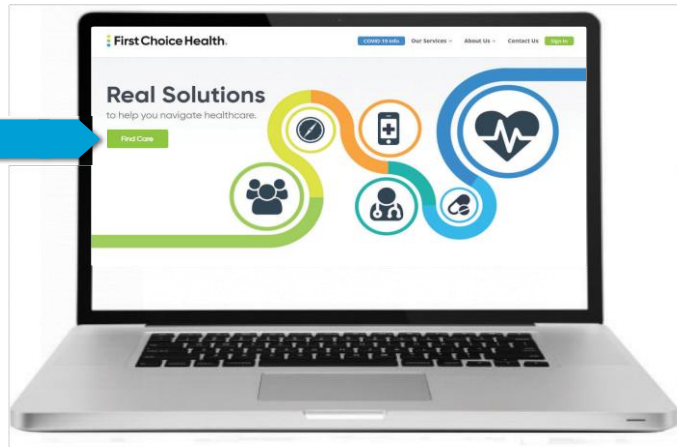 First Choice Health.
COVID-19 Info Our Services About Us Contact Us Sign In
Real Solutions
to help you navigate healthcare.
Find Care